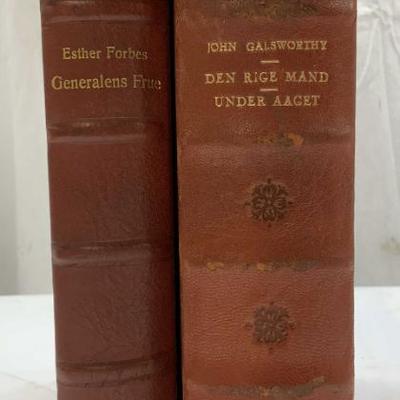 Esther Forbes
Generalens Frue
JOHN GALSWORTHY
DEN RIGE MAND
UNDER AAGET